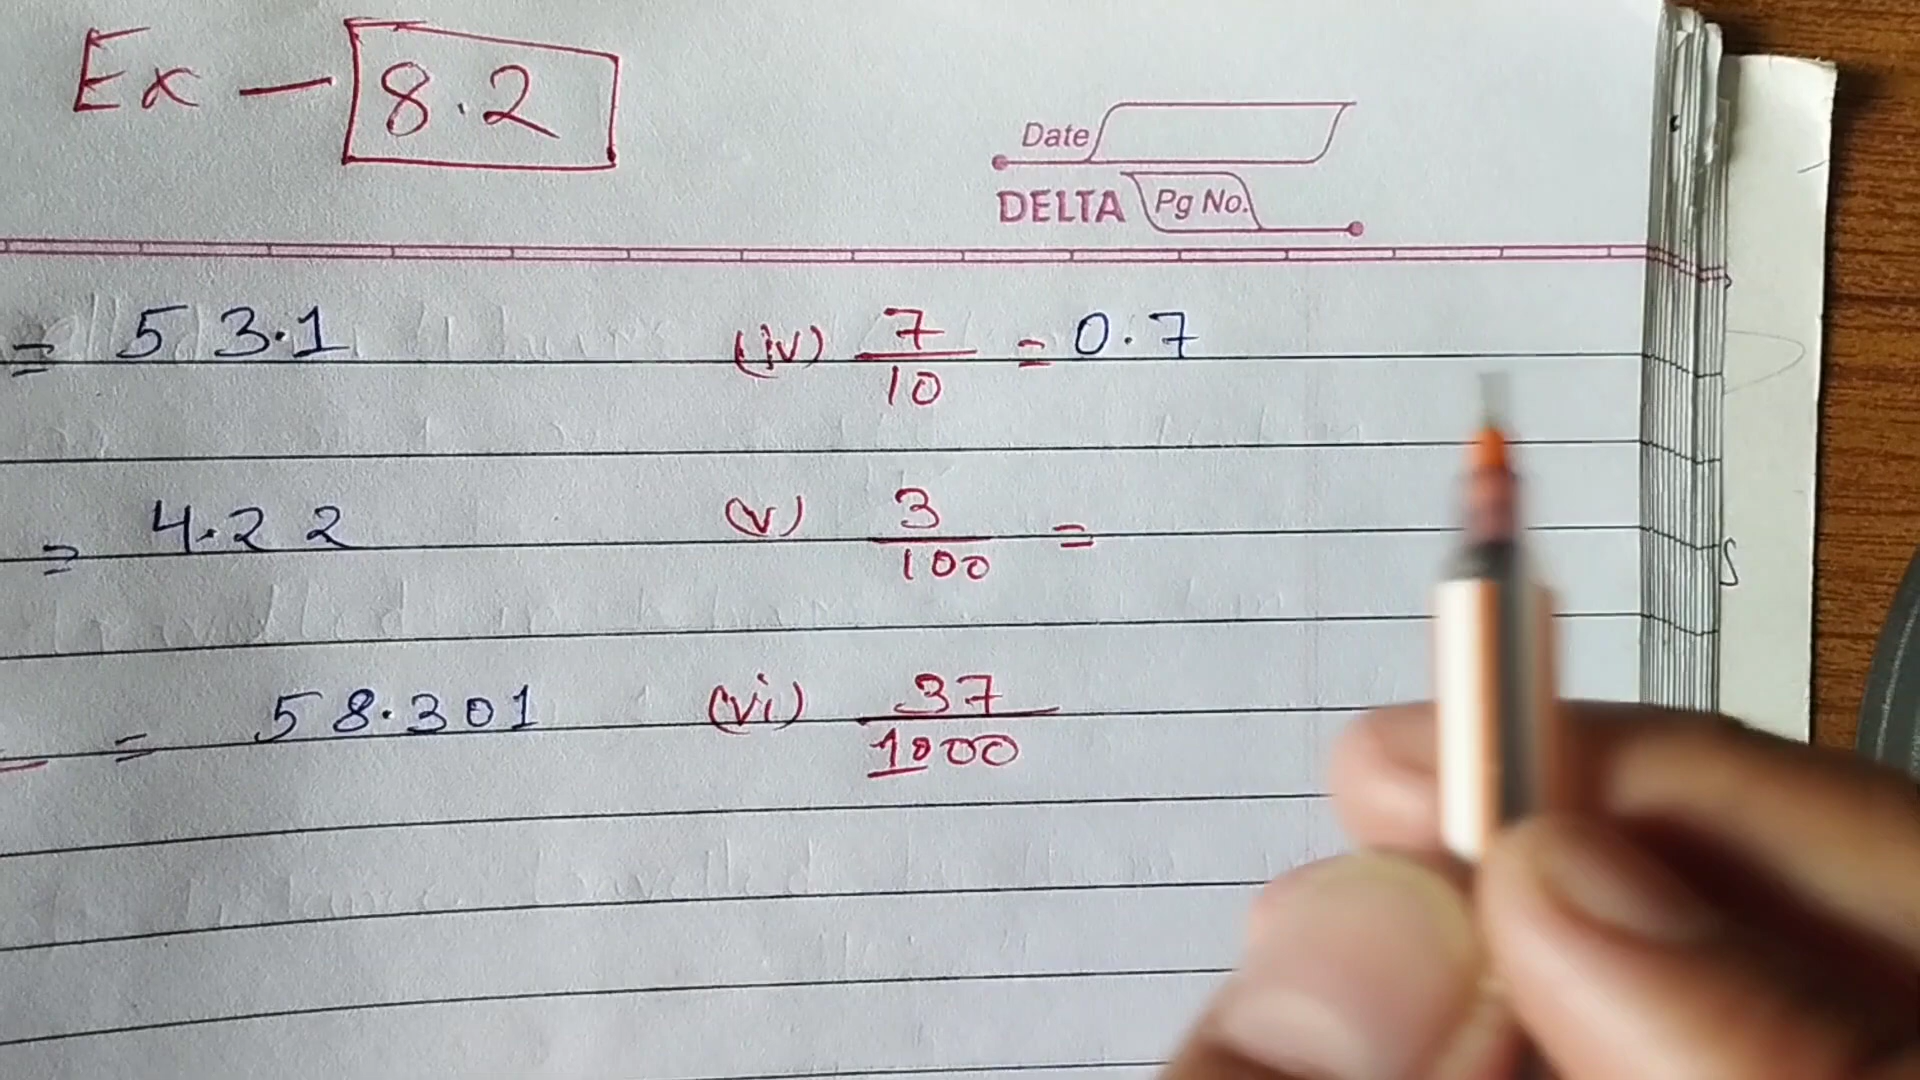 Ex - 8.2
Date
DELTA Pg No.
= 53.1
(iv) 7/10 = 0.7
= 4.22
(v) 3/100 =
= 58.301
(vi) 37/1000
s